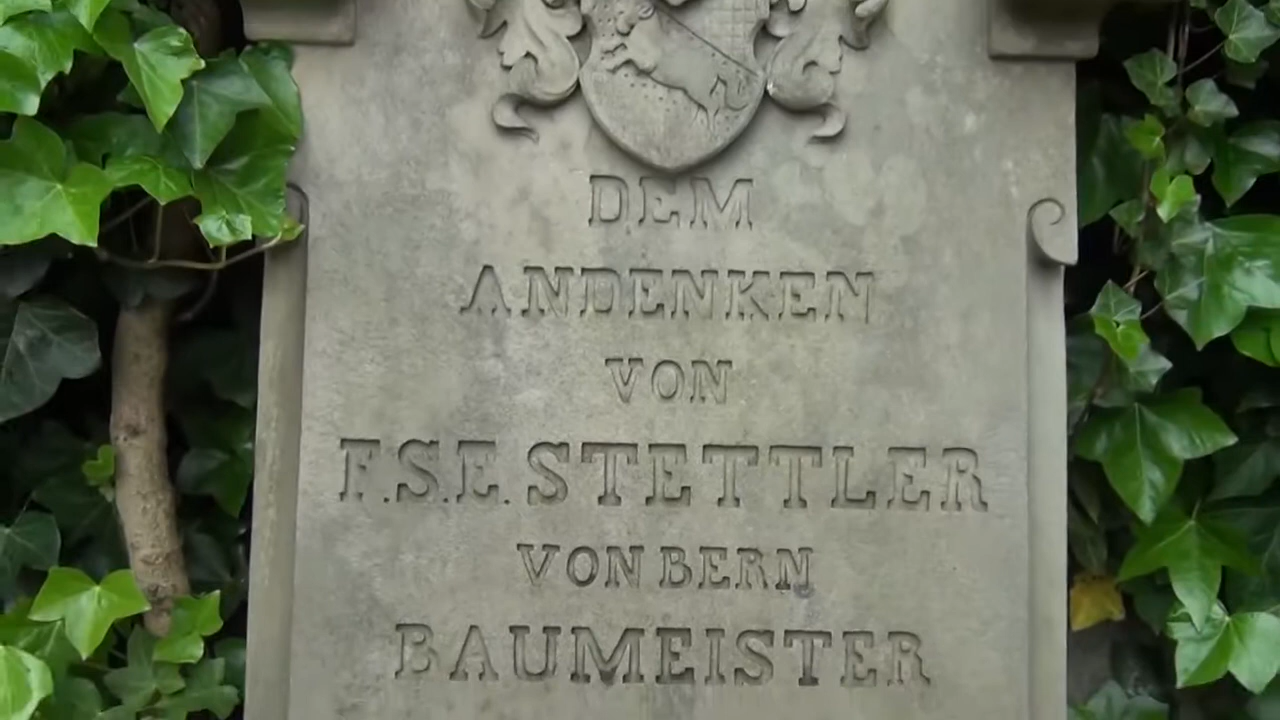 DEM
ANDENKEN
VON
F.S.E. STETTLER
VON BERN
BAUMEISTER